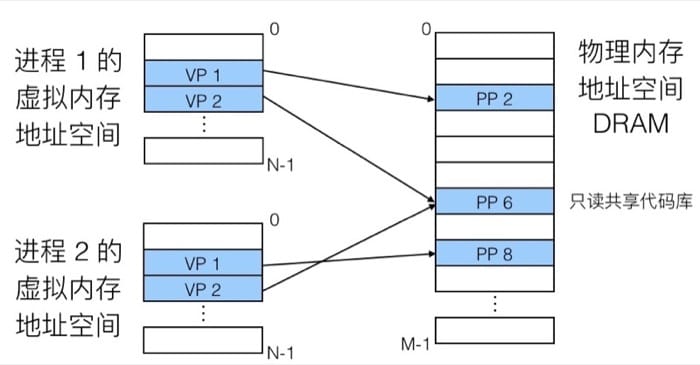 进程 1 的
虚拟内存
地址空间
0
VP 1
VP 2
⋮
N-1
进程 2 的
虚拟内存
地址空间
0
VP 1
VP 2
⋮
N-1
0
PP 2
PP 6
PP 8
⋮
M-1
物理内存
地址空间
DRAM
只读共享代码库